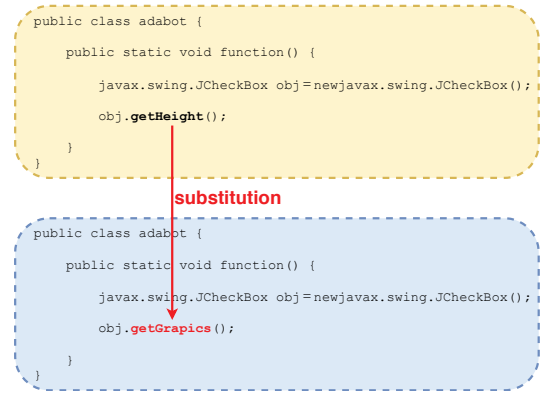 public class adabot {
public static void function() {
javax.swing.JCheckBox obj=newjavax.swing.JCheckBox();
obj.getHeight();
}
}
substitution
public class adabot {
public static void function() {
javax.swing.JCheckBox obj=newjavax.swing.JCheckBox();
obj.getGrapics();
}
}